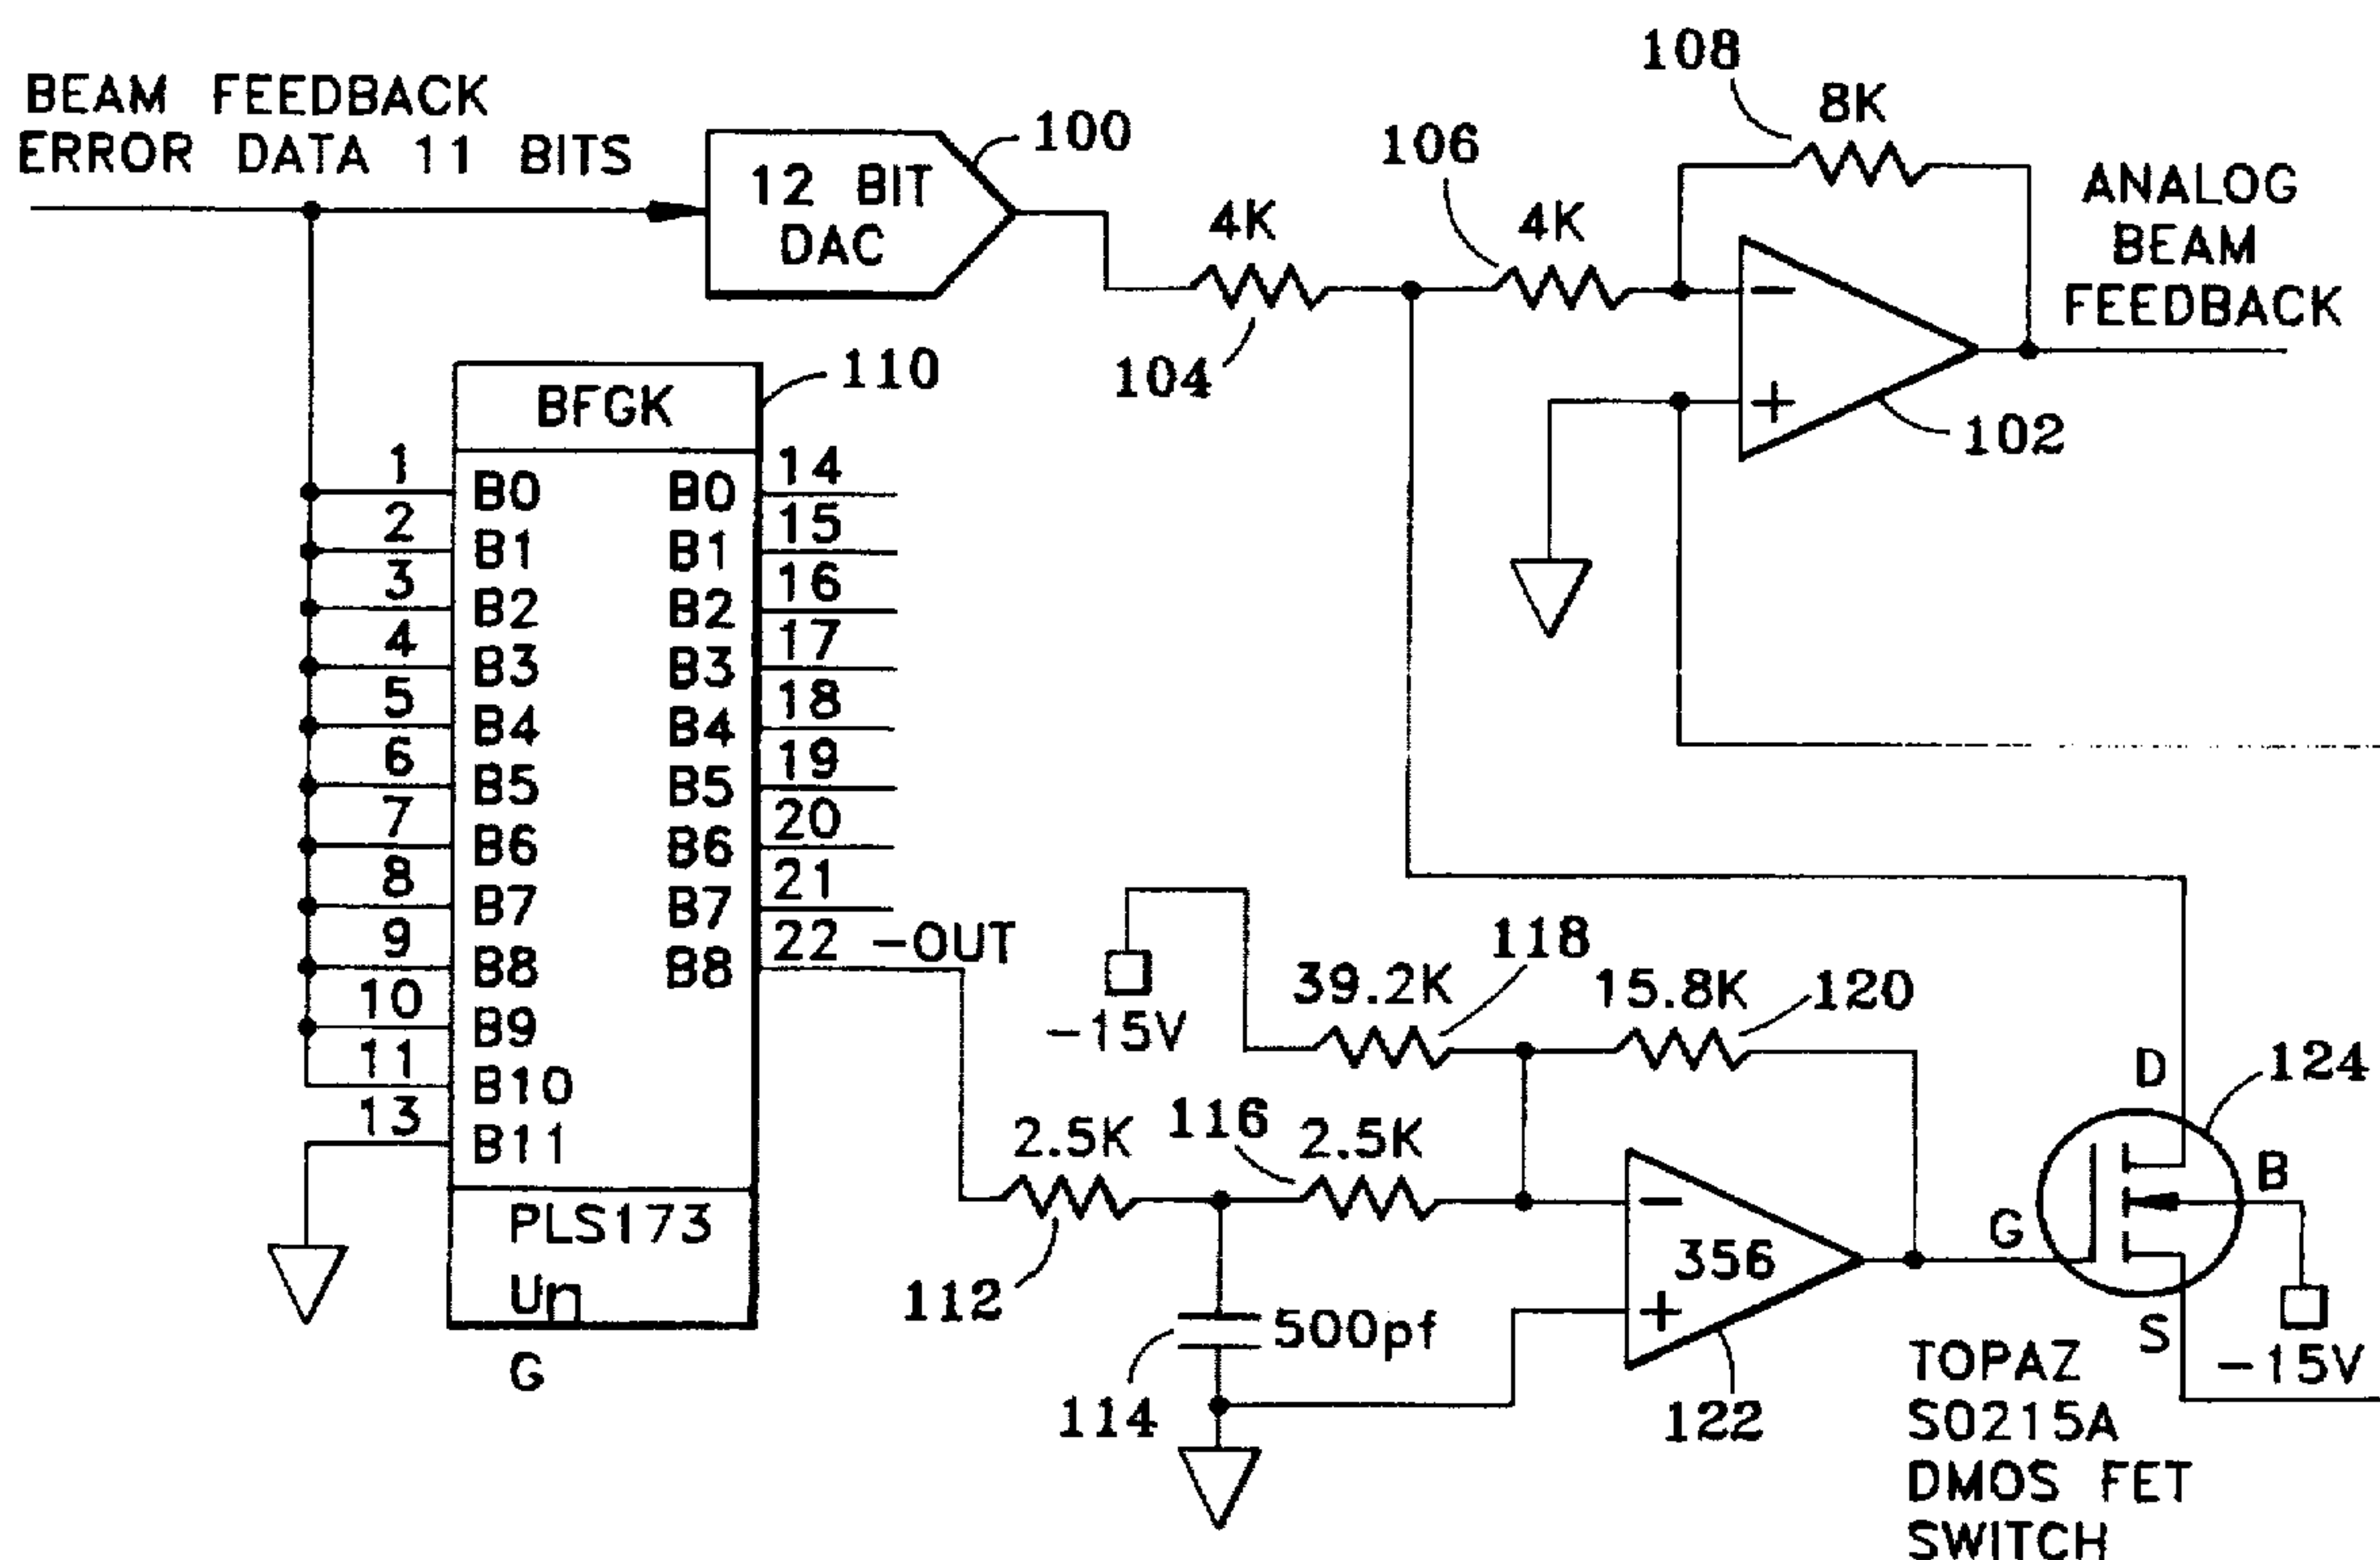 BEAM FEEDBACK
ERROR DATA 11 BITS
12 BIT
DAC
100
4K
104
106
4K
108
8K
ANALOG
BEAM
FEEDBACK
102
110
BFGK
1 B0 B0 14
2 B1 B1 15
3 B2 B2 16
4 B3 B3 17
5 B4 B4 18
6 B5 B5 19
7 B6 B6 20
8 B7 B7 21
9 B8 B8 22 -OUT
10 B9
11 B10
13 B11
PLS173
Un
G
-15V
39.2K
118
15.8K
120
2.5K
112
116
2.5K
500pf
114
356
122
D
124
B
G
S
-15V
TOPAZ
S0215A
DMOS FET
SWITCH